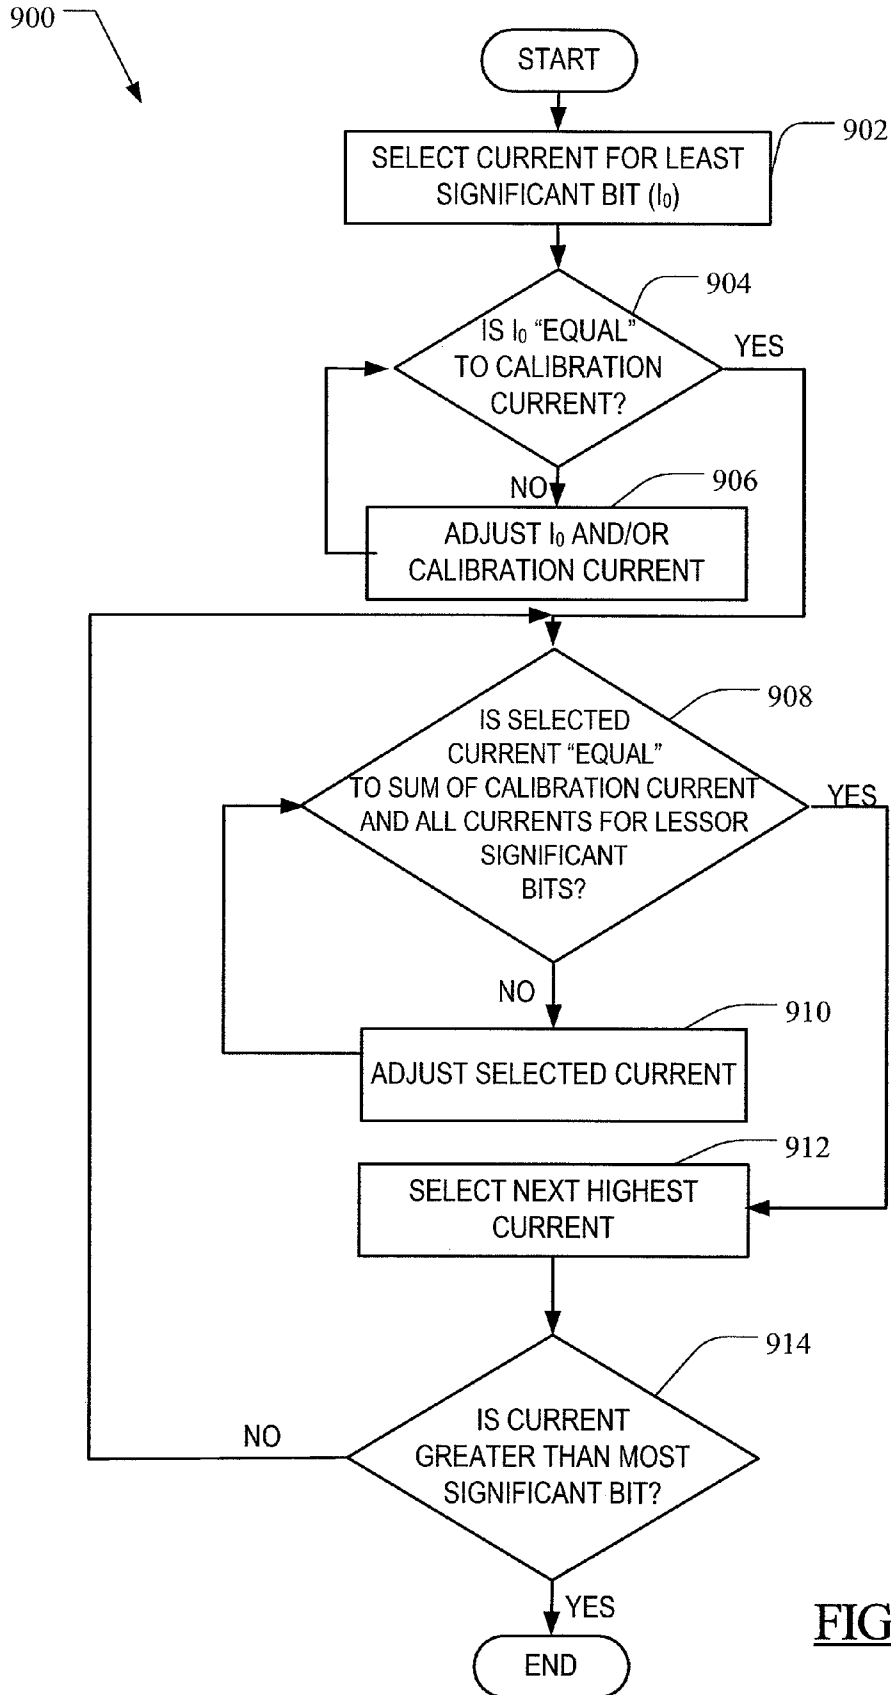 900
START
902
SELECT CURRENT FOR LEAST
SIGNIFICANT BIT (I₀)
904
IS I₀ “EQUAL”
TO CALIBRATION
CURRENT?
YES
NO
906
ADJUST I₀ AND/OR
CALIBRATION CURRENT
908
IS SELECTED
CURRENT “EQUAL”
TO SUM OF CALIBRATION CURRENT
AND ALL CURRENTS FOR LESSOR
SIGNIFICANT
BITS?
YES
NO
910
ADJUST SELECTED CURRENT
912
SELECT NEXT HIGHEST
CURRENT
914
IS CURRENT
GREATER THAN MOST
SIGNIFICANT BIT?
NO
YES
END
FIG